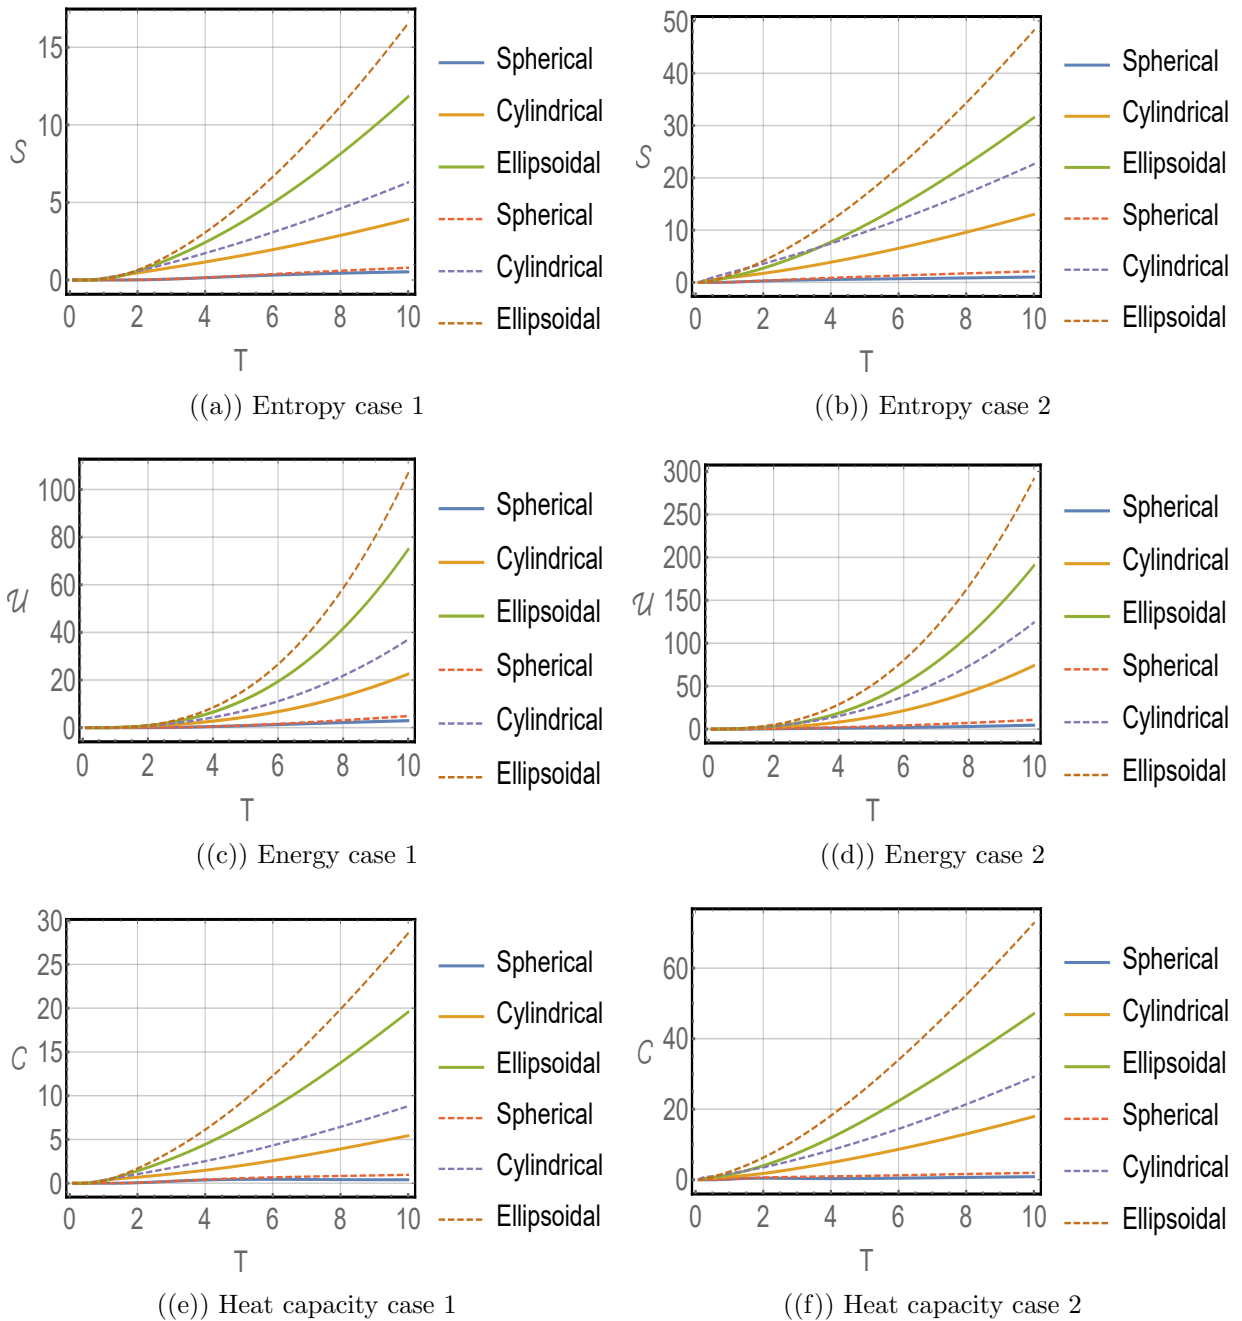 15
10
5
0
S
0 2 4 6 8 10
T
Spherical
Cylindrical
Ellipsoidal
Spherical
Cylindrical
Ellipsoidal
((a)) Entropy case 1
50
40
30
20
10
0
S
0 2 4 6 8 10
T
Spherical
Cylindrical
Ellipsoidal
Spherical
Cylindrical
Ellipsoidal
((b)) Entropy case 2
100
80
60
40
20
0
U
0 2 4 6 8 10
T
Spherical
Cylindrical
Ellipsoidal
Spherical
Cylindrical
Ellipsoidal
((c)) Energy case 1
300
250
200
150
100
50
0
U
0 2 4 6 8 10
T
Spherical
Cylindrical
Ellipsoidal
Spherical
Cylindrical
Ellipsoidal
((d)) Energy case 2
30
25
20
15
10
5
0
C
0 2 4 6 8 10
T
Spherical
Cylindrical
Ellipsoidal
Spherical
Cylindrical
Ellipsoidal
((e)) Heat capacity case 1
60
40
20
0
C
0 2 4 6 8 10
T
Spherical
Cylindrical
Ellipsoidal
Spherical
Cylindrical
Ellipsoidal
((f)) Heat capacity case 2